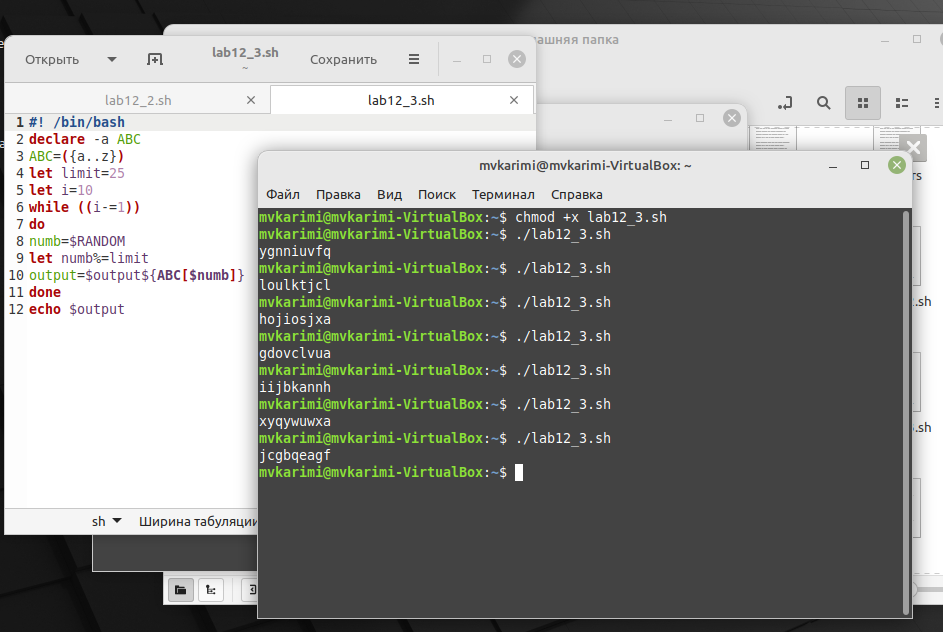 ашняя папка
lab12_3.sh
~
Открыть
Сохранить
lab12_2.sh
lab12_3.sh
1 #! /bin/bash
2 declare -a ABC
3 ABC=({a..z})
4 let limit=25
5 let i=10
6 while ((i-=1))
7 do
8 numb=$RANDOM
9 let numb%=limit
10 output=$output${ABC[$numb]}
11 done
12 echo $output
sh
Ширина табуляции
mvkarimi@mvkarimi-VirtualBox: ~
Файл Правка Вид Поиск Терминал Справка
mvkarimi@mvkarimi-VirtualBox:~$ chmod +x lab12_3.sh
mvkarimi@mvkarimi-VirtualBox:~$ ./lab12_3.sh
ygnniuvfq
mvkarimi@mvkarimi-VirtualBox:~$ ./lab12_3.sh
loulktjcl
mvkarimi@mvkarimi-VirtualBox:~$ ./lab12_3.sh
hojiosjxa
mvkarimi@mvkarimi-VirtualBox:~$ ./lab12_3.sh
gdovclvua
mvkarimi@mvkarimi-VirtualBox:~$ ./lab12_3.sh
iijbkannh
mvkarimi@mvkarimi-VirtualBox:~$ ./lab12_3.sh
xyqywuwxa
mvkarimi@mvkarimi-VirtualBox:~$ ./lab12_3.sh
jcgbqeagf
mvkarimi@mvkarimi-VirtualBox:~$
rs
.sh
.sh